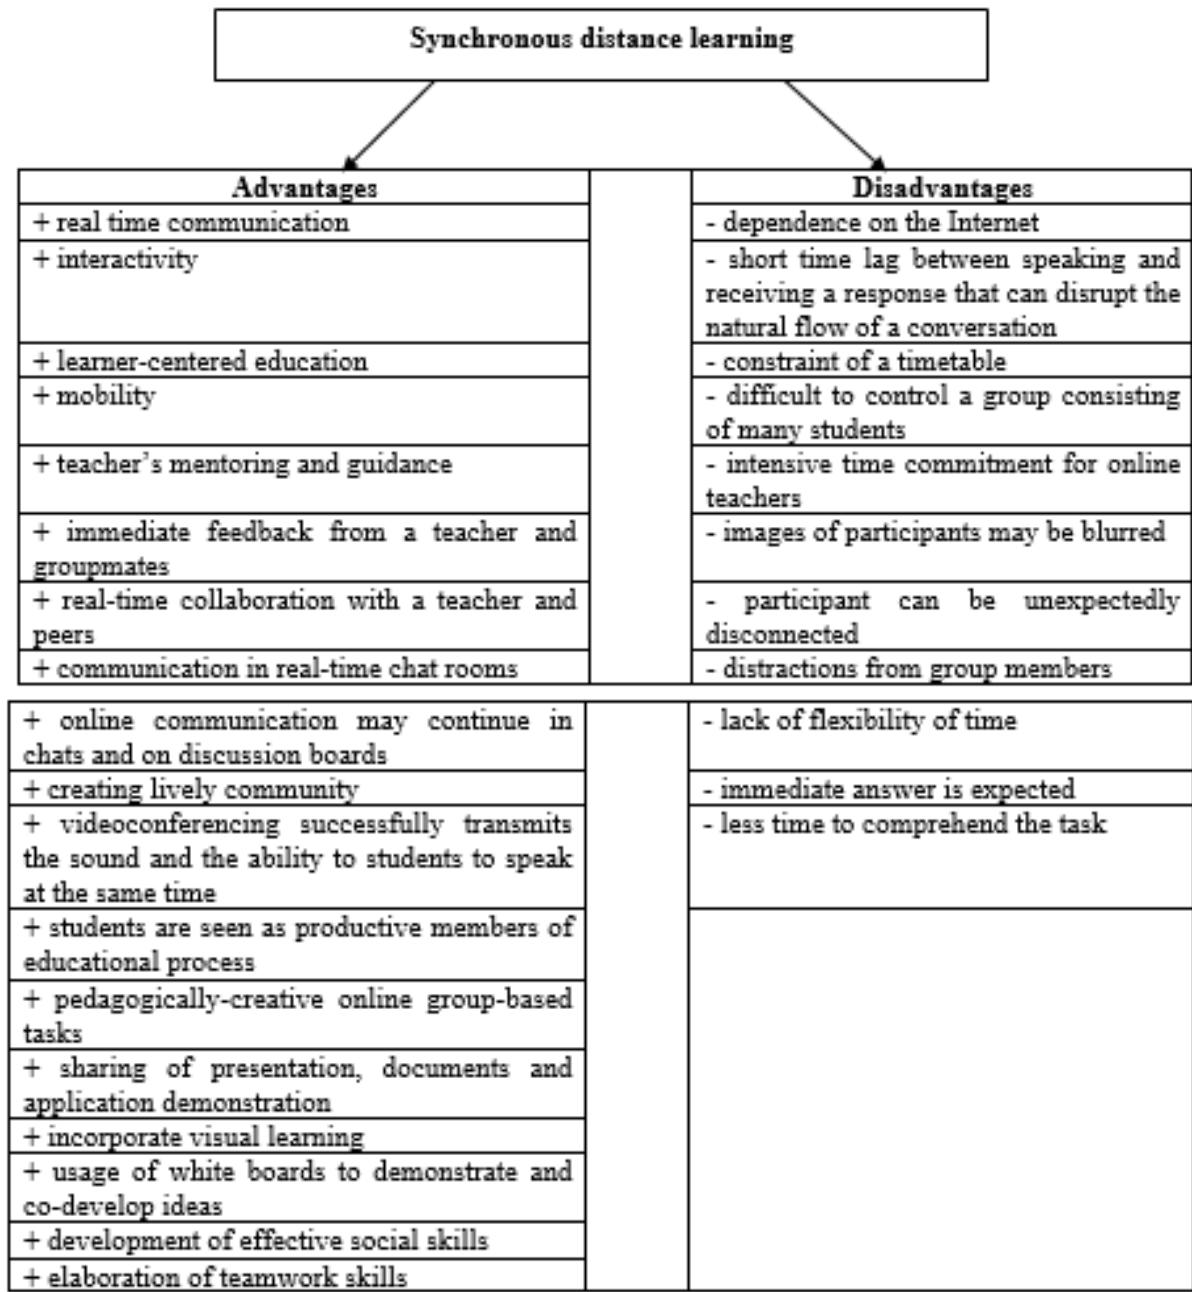 Synchronous distance learning
Advantages
+ real time communication
+ interactivity
+ learner-centered education
+ mobility
+ teacher's mentoring and guidance
+ immediate feedback from a teacher and
groupmates
+ real-time collaboration with a teacher and
peers
+ communication in real-time chat rooms
+ online communication may continue in
chats and on discussion boards
+ creating lively community
+ videoconferencing successfully transmits
the sound and the ability to students to speak
at the same time
+ students are seen as productive members of
educational process
+ pedagogically-creative online group-based
tasks
+ sharing of presentation, documents and
application demonstration
+ incorporate visual learning
+ usage of white boards to demonstrate and
co-develop ideas
+ development of effective social skills
+ elaboration of teamwork skills
Disadvantages
- dependence on the Internet
- short time lag between speaking and
receiving a response that can disrupt the
natural flow of a conversation
- constraint of a timetable
- difficult to control a group consisting
of many students
- intensive time commitment for online
teachers
- images of participants may be blurred
- participant can be unexpectedly
disconnected
- distractions from group members
- lack of flexibility of time
- immediate answer is expected
- less time to comprehend the task